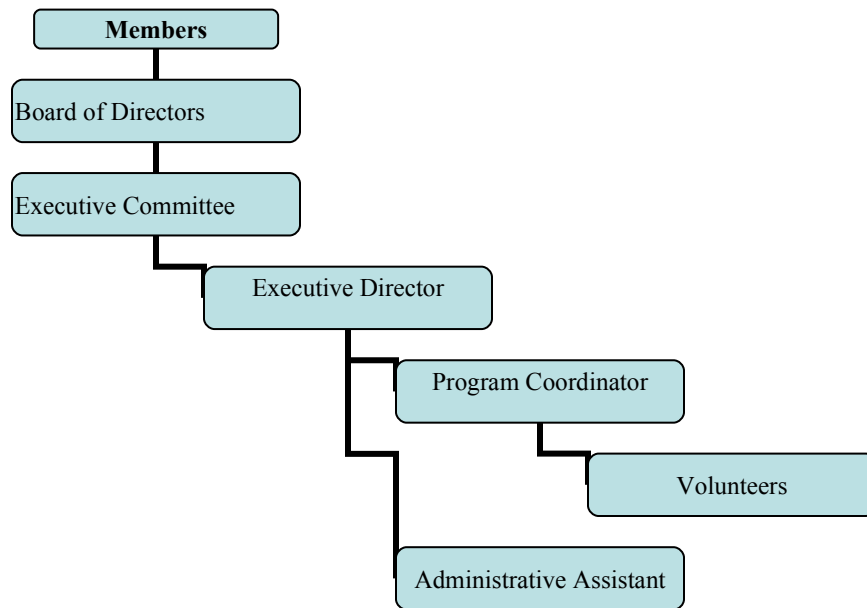 Members
Board of Directors
Executive Committee
Executive Director
Program Coordinator
Volunteers
Administrative Assistant